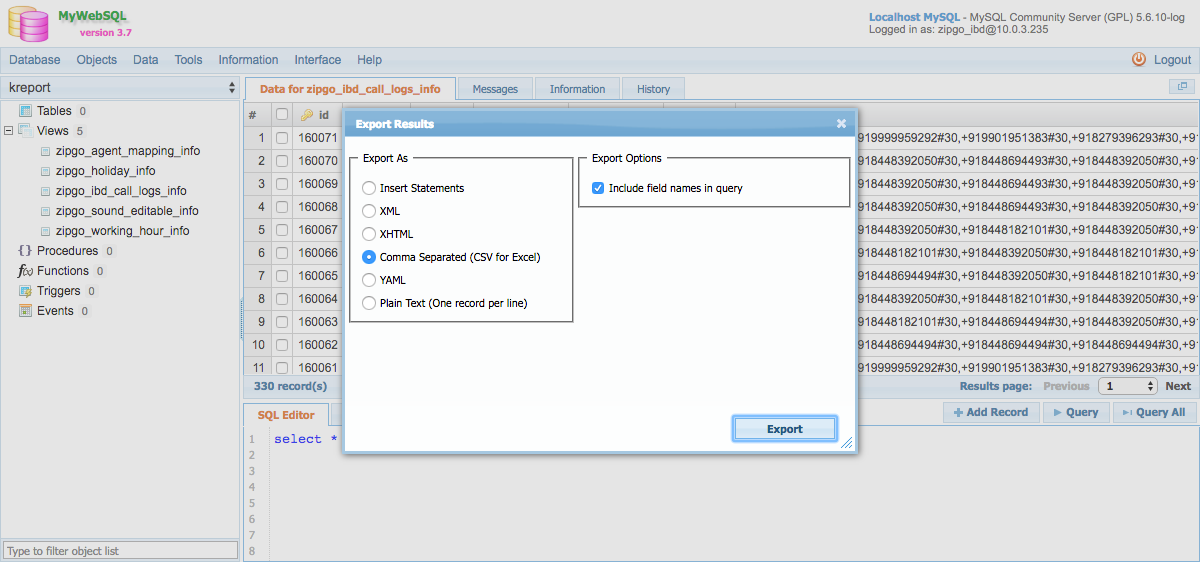 MyWebSQL
version 3.7
Localhost MySQL - MySQL Community Server (GPL) 5.6.10-log
Logged in as: zipgo_ibd@10.0.3.235
Database Objects Data Tools Information Interface Help Logout
kreport
Tables 0
Views 5
zipgo_agent_mapping_info
zipgo_holiday_info
zipgo_ibd_call_logs_info
zipgo_sound_editable_info
zipgo_working_hour_info
{} Procedures 0
f(x) Functions 0
Triggers 0
Events 0
Type to filter object list
Data for zipgo_ibd_call_logs_info Messages Information History
# id
1 160071 919999959292#30,+919901951383#30,+918279396293#30,+91
2 160070 918448392050#30,+918448694493#30,+918448392050#30,+91
3 160069 918448392050#30,+918448694493#30,+918448392050#30,+91
4 160068 918448694493#30,+918448392050#30,+918448694493#30,+91
5 160067 918448392050#30,+918448182101#30,+918448392050#30,+91
6 160066 918448182101#30,+918448392050#30,+918448182101#30,+91
7 160065 918448694494#30,+918448392050#30,+918448182101#30,+91
8 160064 918448392050#30,+918448182101#30,+918448392050#30,+91
9 160063 918448182101#30,+918448694494#30,+918448392050#30,+91
10 160062 918448694494#30,+918448392050#30,+918448694494#30,+91
11 160061 919999959292#30,+919901951383#30,+918279396293#30,+91
330 record(s) Results page: Previous 1 Next
SQL Editor
Add Record Query Query All
1 select *
2
3
4
5
6
7
8
Export Results
Export As
Insert Statements
XML
XHTML
Comma Separated (CSV for Excel)
YAML
Plain Text (One record per line)
Export Options
Include field names in query
Export